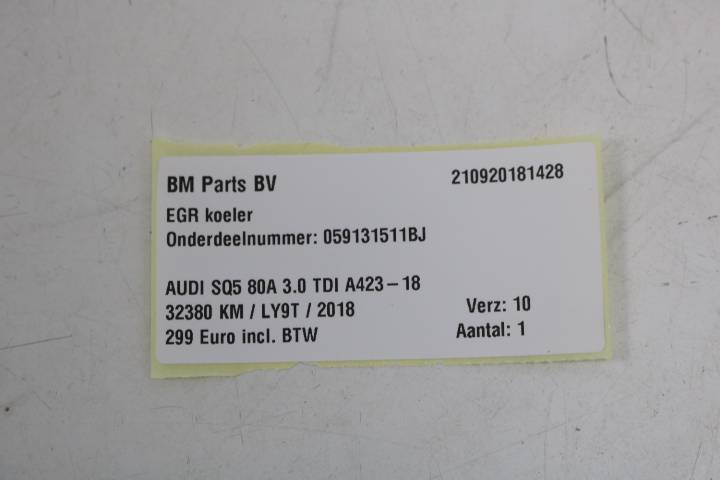 BM Parts BV 210920181428
EGR koeler
Onderdeelnummer: 059131511BJ
AUDI SQ5 80A 3.0 TDI A423-18
32380 KM / LY9T / 2018 Verz: 10
299 Euro incl. BTW Aantal: 1